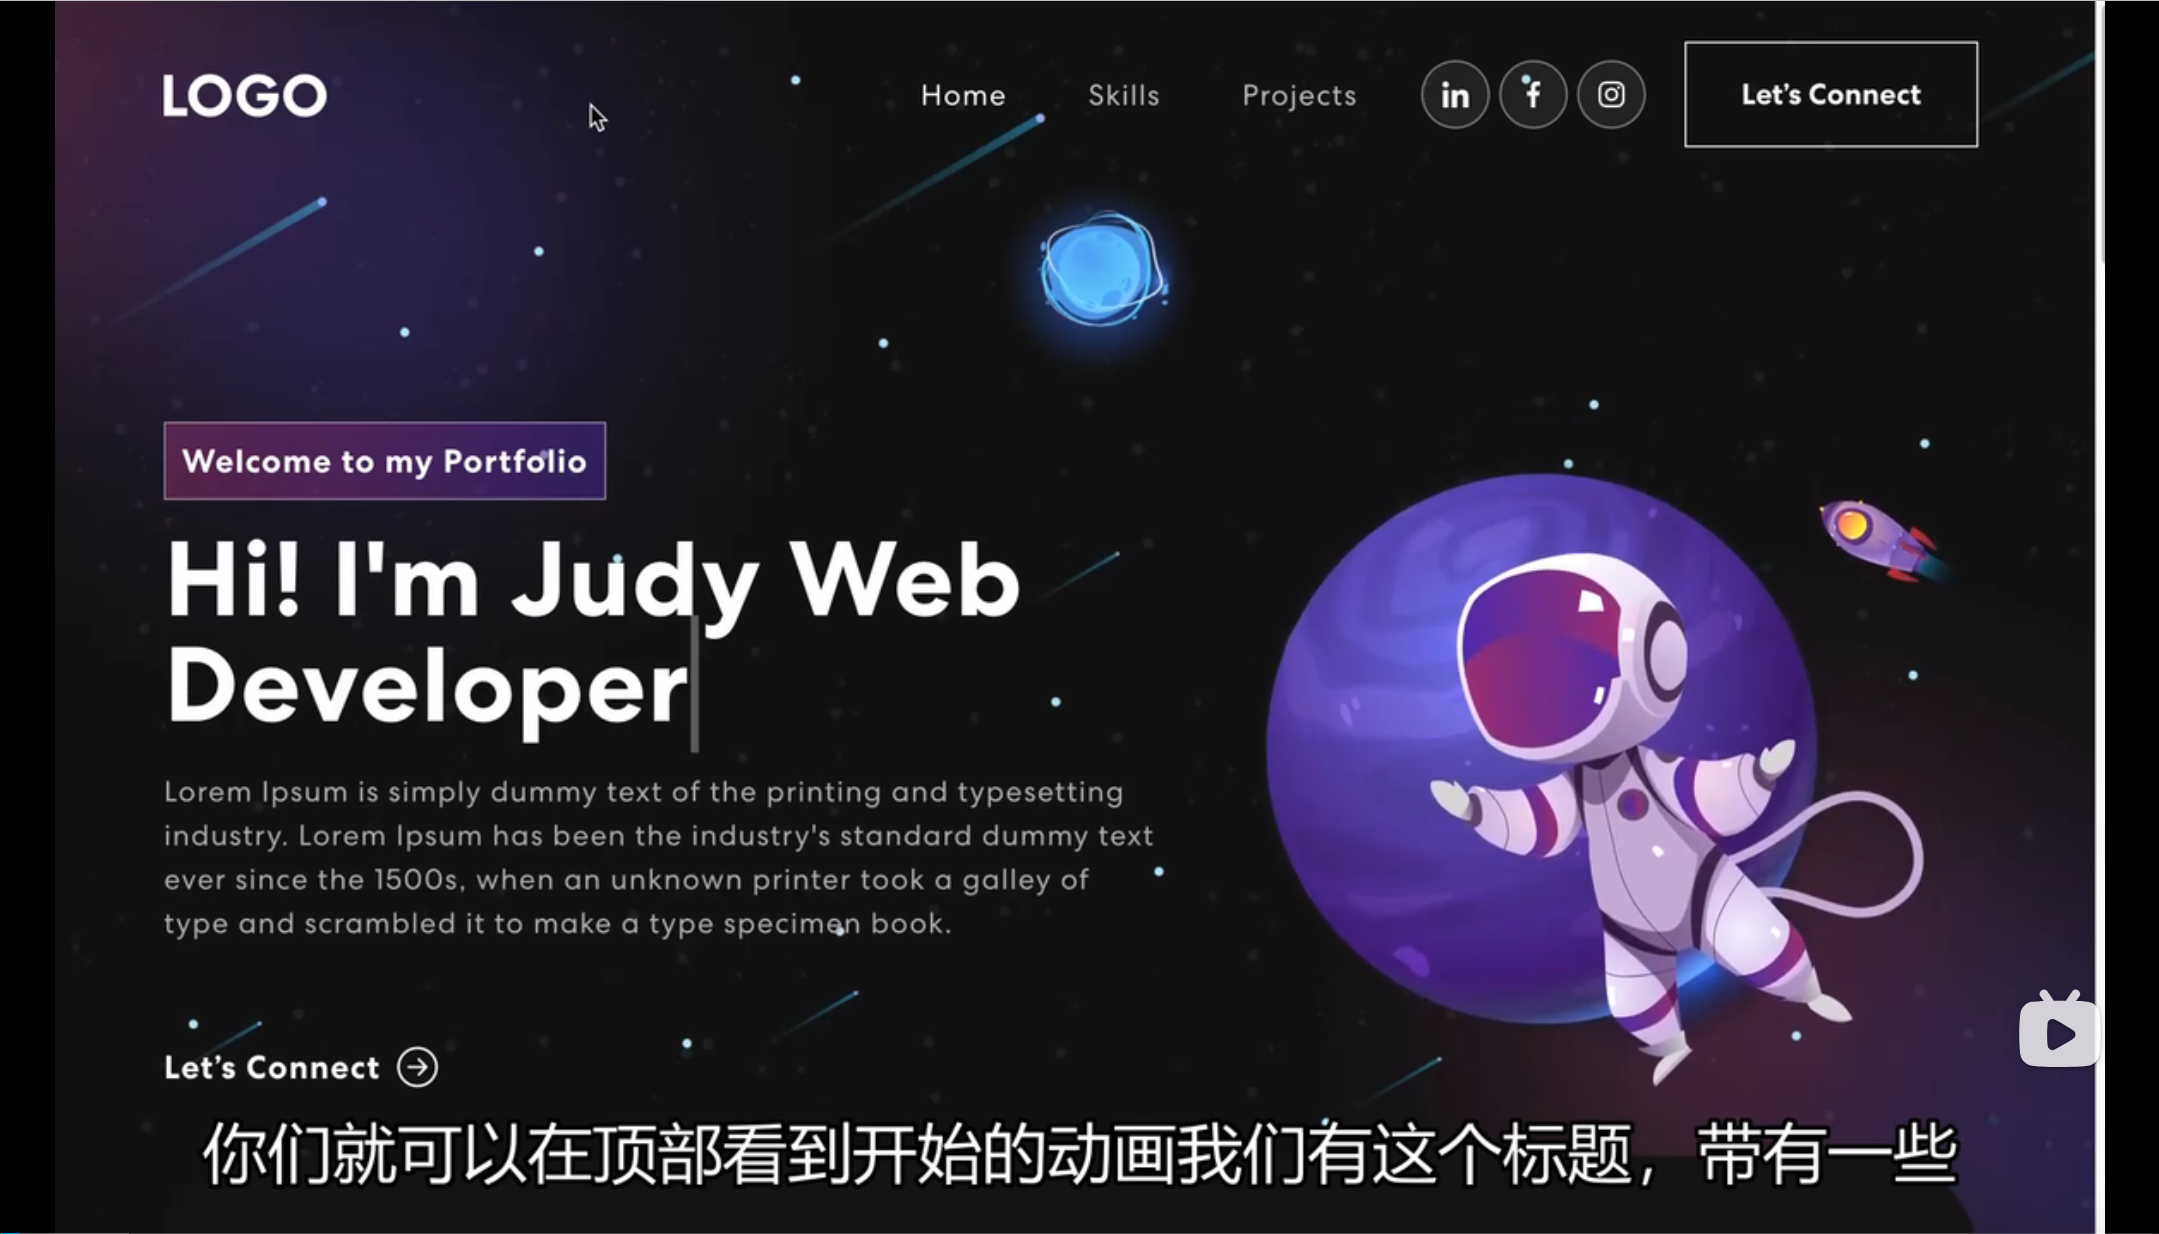 LOGO
Home
Skills
Projects
in
f
Let's Connect
Welcome to my Portfolio
Hi! I'm Judy Web
Developer
Lorem Ipsum is simply dummy text of the printing and typesetting
industry. Lorem Ipsum has been the industry's standard dummy text
ever since the 1500s, when an unknown printer took a galley of
type and scrambled it to make a type specimen book.
Let's Connect
你们就可以在顶部看到开始的动画我们有这个标题，带有一些